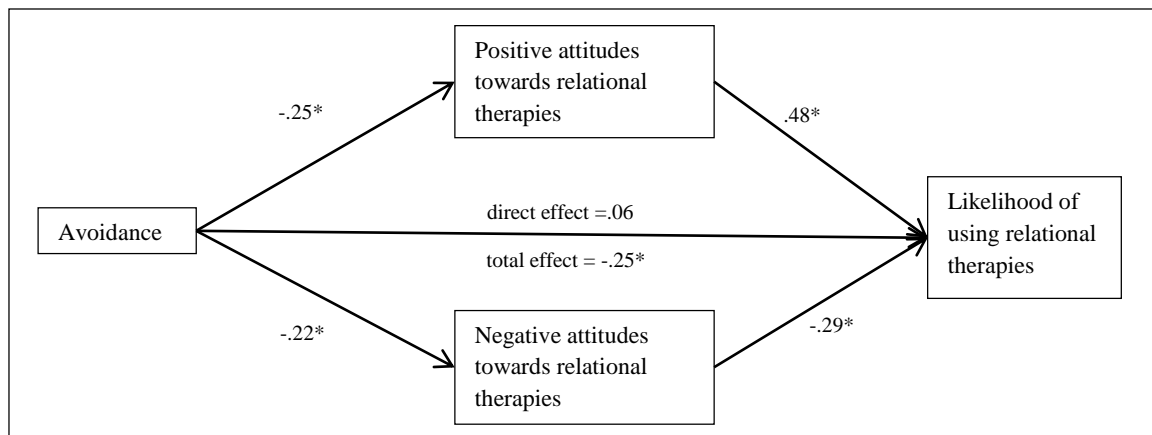 Positive attitudes
towards relational
therapies
-.25*
.48*
Avoidance
direct effect =.06
total effect = -.25*
Likelihood of
using relational
therapies
-.22*
-.29*
Negative attitudes
towards relational
therapies